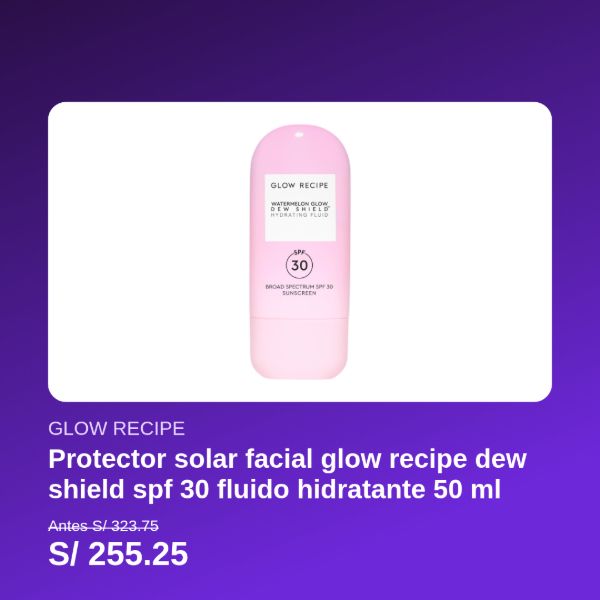 GLOW RECIPE
WATERMELON GLOW
DEW SHIELD
HYDRATING FLUID
SPF
30
BROAD SPECTRUM SPF 30
SUNSCREEN
GLOW RECIPE
Protector solar facial glow recipe dew
shield spf 30 fluido hidratante 50 ml
Antes S/ 323.75
S/ 255.25